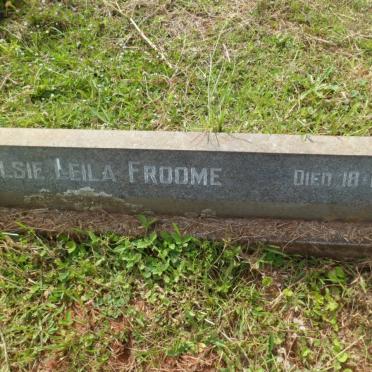 LSIE LEILA FROOME DIED 18